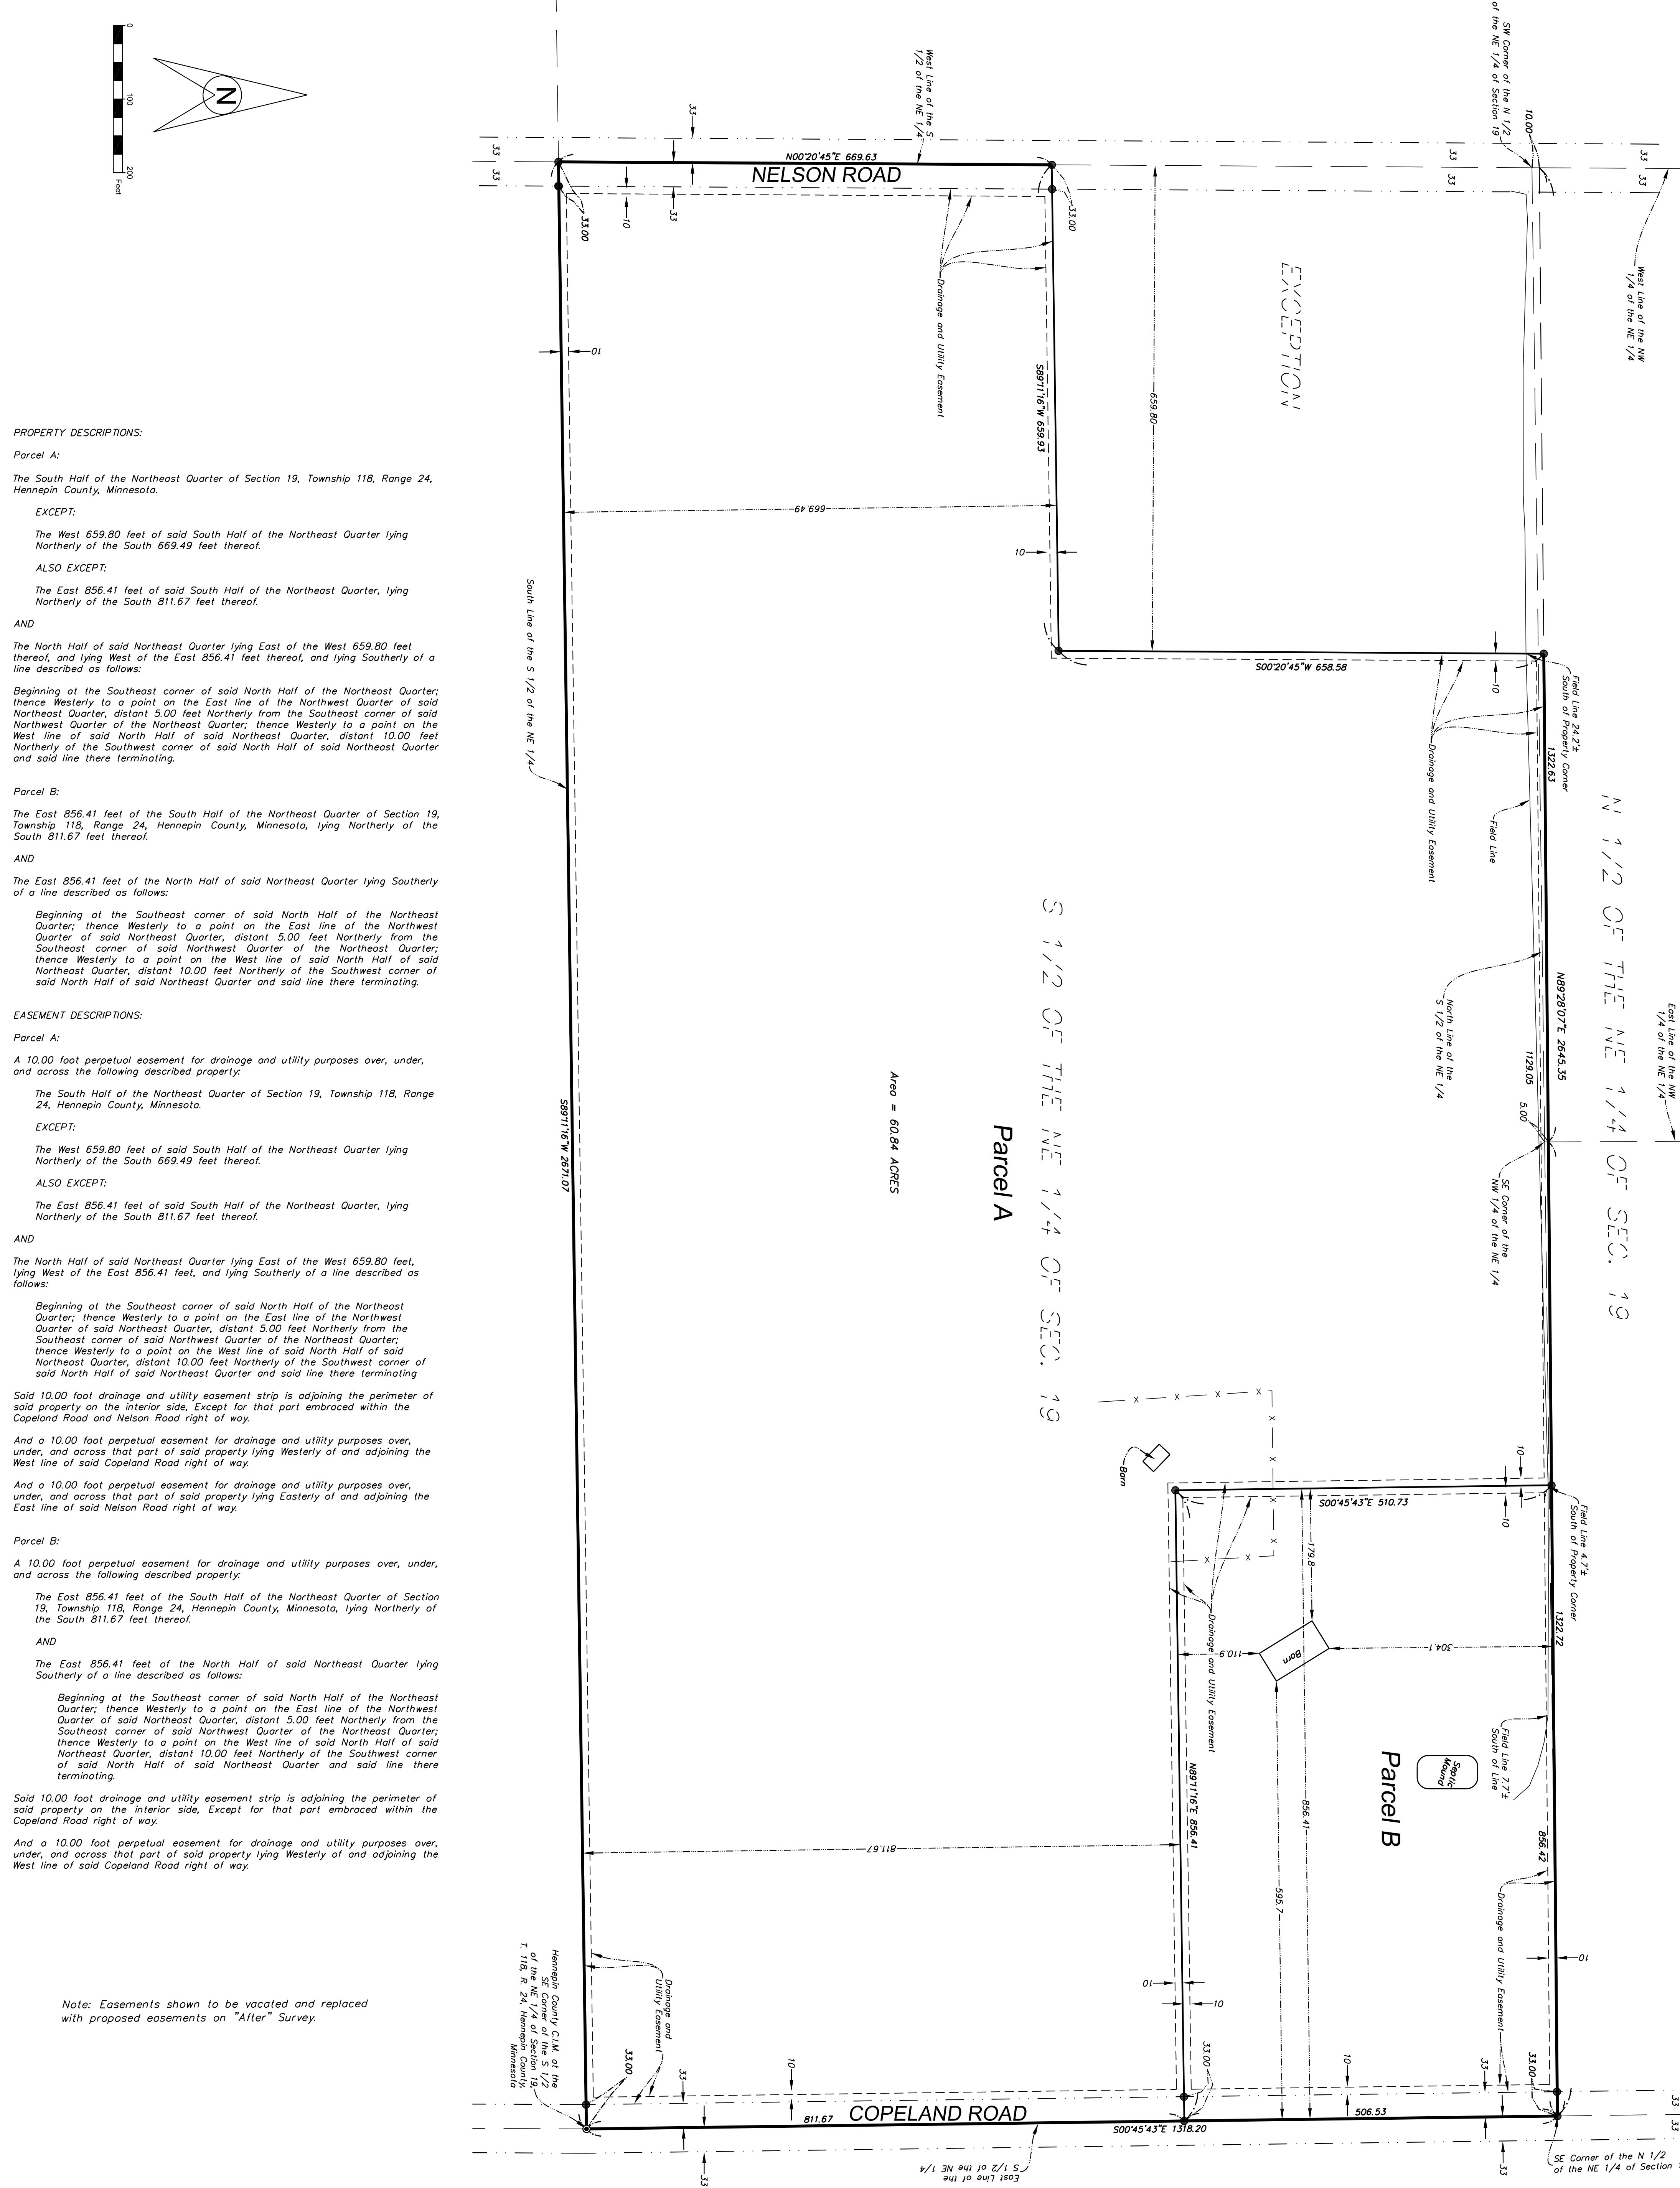 0
100
200
Feet
N
PROPERTY DESCRIPTIONS:
Parcel A:
The South Half of the Northeast Quarter of Section 19, Township 118, Range 24,
Hennepin County, Minnesota.
EXCEPT:
The West 659.80 feet of said South Half of the Northeast Quarter lying
Northerly of the South 669.49 feet thereof.
ALSO EXCEPT:
The East 856.41 feet of said South Half of the Northeast Quarter, lying
Northerly of the South 811.67 feet thereof.
AND
The North Half of said Northeast Quarter lying East of the West 659.80 feet
thereof, and lying West of the East 856.41 feet thereof, and lying Southerly of a
line described as follows:
Beginning at the Southeast corner of said North Half of the Northeast Quarter;
thence Westerly to a point on the East line of the Northwest Quarter of said
Northeast Quarter, distant 5.00 feet Northerly from the Southeast corner of said
Northwest Quarter of the Northeast Quarter; thence Westerly to a point on the
West line of said North Half of said Northeast Quarter, distant 10.00 feet
Northerly of the Southwest corner of said North Half of said Northeast Quarter
and said line there terminating.
Parcel B:
The East 856.41 feet of the South Half of the Northeast Quarter of Section 19,
Township 118, Range 24, Hennepin County, Minnesota, lying Northerly of the
South 811.67 feet thereof.
AND
The East 856.41 feet of the North Half of said Northeast Quarter lying Southerly
of a line described as follows:
Beginning at the Southeast corner of said North Half of the Northeast
Quarter; thence Westerly to a point on the East line of the Northwest
Quarter of said Northeast Quarter, distant 5.00 feet Northerly from the
Southeast corner of said Northwest Quarter of the Northeast Quarter;
thence Westerly to a point on the West line of said North Half of said
Northeast Quarter, distant 10.00 feet Northerly of the Southwest corner of
said North Half of said Northeast Quarter and said line there terminating.
EASEMENT DESCRIPTIONS:
Parcel A:
A 10.00 foot perpetual easement for drainage and utility purposes over, under,
and across the following described property:
The South Half of the Northeast Quarter of Section 19, Township 118, Range
24, Hennepin County, Minnesota.
EXCEPT:
The West 659.80 feet of said South Half of the Northeast Quarter lying
Northerly of the South 669.49 feet thereof.
ALSO EXCEPT:
The East 856.41 feet of said South Half of the Northeast Quarter, lying
Northerly of the South 811.67 feet thereof.
AND
The North Half of said Northeast Quarter lying East of the West 659.80 feet,
lying West of the East 856.41 feet, and lying Southerly of a line described as
follows:
Beginning at the Southeast corner of said North Half of the Northeast
Quarter; thence Westerly to a point on the East line of the Northwest
Quarter of said Northeast Quarter, distant 5.00 feet Northerly from the
Southeast corner of said Northwest Quarter of the Northeast Quarter;
thence Westerly to a point on the West line of said North Half of said
Northeast Quarter, distant 10.00 feet Northerly of the Southwest corner of
said North Half of said Northeast Quarter and said line there terminating
Said 10.00 foot drainage and utility easement strip is adjoining the perimeter of
said property on the interior side, Except for that part embraced within the
Copeland Road and Nelson Road right of way.
And a 10.00 foot perpetual easement for drainage and utility purposes over,
under, and across that part of said property lying Westerly of and adjoining the
West line of said Copeland Road right of way.
And a 10.00 foot perpetual easement for drainage and utility purposes over,
under, and across that part of said property lying Easterly of and adjoining the
East line of said Nelson Road right of way.
Parcel B:
A 10.00 foot perpetual easement for drainage and utility purposes over, under,
and across the following described property:
The East 856.41 feet of the South Half of the Northeast Quarter of Section
19, Township 118, Range 24, Hennepin County, Minnesota, lying Northerly of
the South 811.67 feet thereof.
AND
The East 856.41 feet of the North Half of said Northeast Quarter lying
Southerly of a line described as follows:
Beginning at the Southeast corner of said North Half of the Northeast
Quarter; thence Westerly to a point on the East line of the Northwest
Quarter of said Northeast Quarter, distant 5.00 feet Northerly from the
Southeast corner of said Northwest Quarter of the Northeast Quarter;
thence Westerly to a point on the West line of said North Half of said
Northeast Quarter, distant 10.00 feet Northerly of the Southwest corner
of said North Half of said Northeast Quarter and said line there
terminating.
Said 10.00 foot drainage and utility easement strip is adjoining the perimeter of
said property on the interior side, Except for that part embraced within the
Copeland Road right of way.
And a 10.00 foot perpetual easement for drainage and utility purposes over,
under, and across that part of said property lying Westerly of and adjoining the
West line of said Copeland Road right of way.
Note: Easements shown to be vacated and replaced
with proposed easements on "After" Survey.
SW Corner of the N 1/2
of the NE 1/4 of Section 19
10.00
West Line of the S
1/2 of the NE 1/4
33
33
33
33
33
33
33
N00°20'45"E 669.63
NELSON ROAD
33
10
33.00
33.00
West Line of the NW
1/4 of the NE 1/4
EXCEPTION
Drainage and Utility Easement
10
S89°11'16"W 659.93
659.80
669.49
10
South Line of the S 1/2 of the NE 1/4
S00°20'45"W 658.58
10
Field Line 24.2'±
South of Property Corner
1322.63
Drainage and Utility Easement
Field Line
N 1/2 OF THE NE 1/4 OF SEC. 19
S 1/2 OF THE NE 1/4 OF SEC. 19
North Line of the
S 1/2 of the NE 1/4
N89°28'07"E 2645.35
1129.05
5.00
East Line of the NW
1/4 of the NE 1/4
SE Corner of the
NW 1/4 of the NE 1/4
Area = 60.84 ACRES
Parcel A
S89°11'16"W 2671.07
x
x
x
x
x
x
x
x
x
Barn
10
S00°45'43"E 510.73
10
Field Line 4.7'±
South of Property Corner
179.8
1322.72
Drainage and Utility Easement
110.9
Barn
304.1
Field Line 7.7'±
South of Line
Septic
Mound
Parcel B
N89°11'16"E 856.41
856.41
856.42
811.67
595.7
Drainage and Utility Easement
10
10
10
Hennepin County C.I.M. at the
SE Corner of the S 1/2
of the NE 1/4 of Section 19,
T. 118, R. 24, Hennepin County,
Minnesota
Drainage and
Utility Easement
33.00
33
10
33.00
10
33
33.00
811.67
COPELAND ROAD
506.53
S00°45'43"E 1318.20
33
33
33
33
East Line of the
S 1/2 of the NE 1/4
SE Corner of the N 1/2
of the NE 1/4 of Section